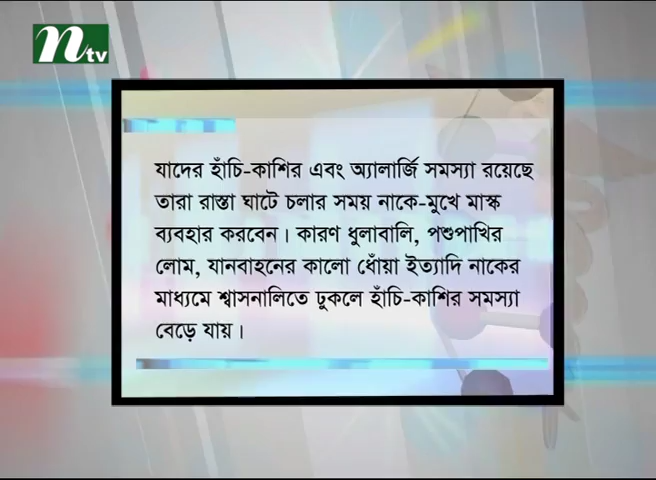 ntv
যাদের হাঁচি-কাশির এবং অ্যালার্জি সমস্যা রয়েছে
তারা রাস্তা ঘাটে চলার সময় নাকে-মুখে মাস্ক
ব্যবহার করবেন। কারণ ধুলাবালি, পশুপাখির
লোম, যানবাহনের কালো ধোঁয়া ইত্যাদি নাকের
মাধ্যমে শ্বাসনালিতে ঢুকলে হাঁচি-কাশির সমস্যা
বেড়ে যায়।